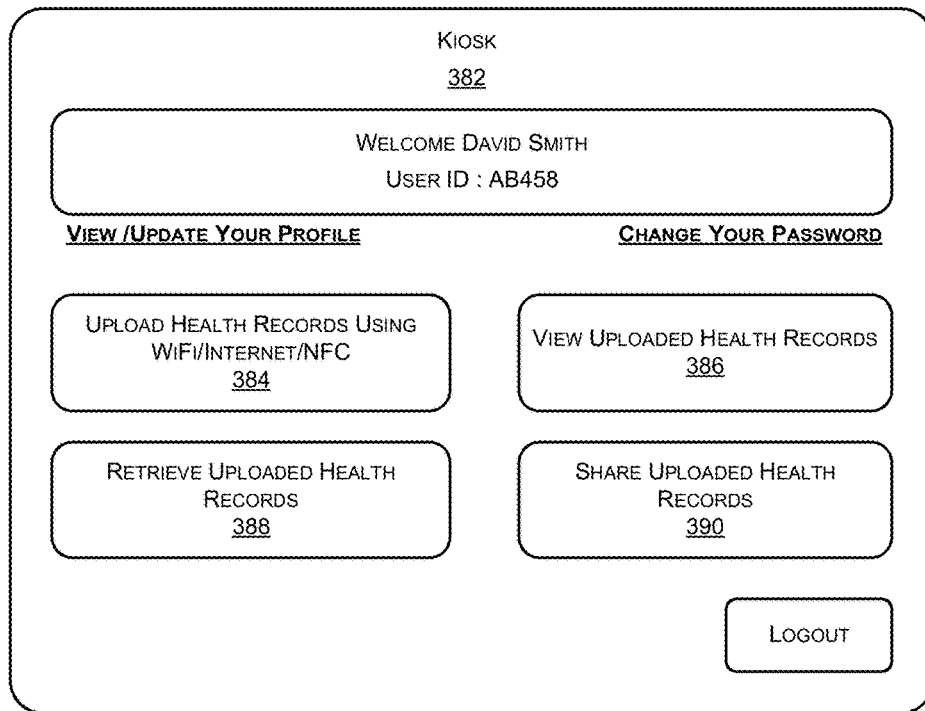 KIOSK
382
WELCOME DAVID SMITH
USER ID : AB458
VIEW /UPDATE YOUR PROFILE
CHANGE YOUR PASSWORD
UPLOAD HEALTH RECORDS USING
WIFI/INTERNET/NFC
384
VIEW UPLOADED HEALTH RECORDS
386
RETRIEVE UPLOADED HEALTH
RECORDS
388
SHARE UPLOADED HEALTH
RECORDS
390
LOGOUT